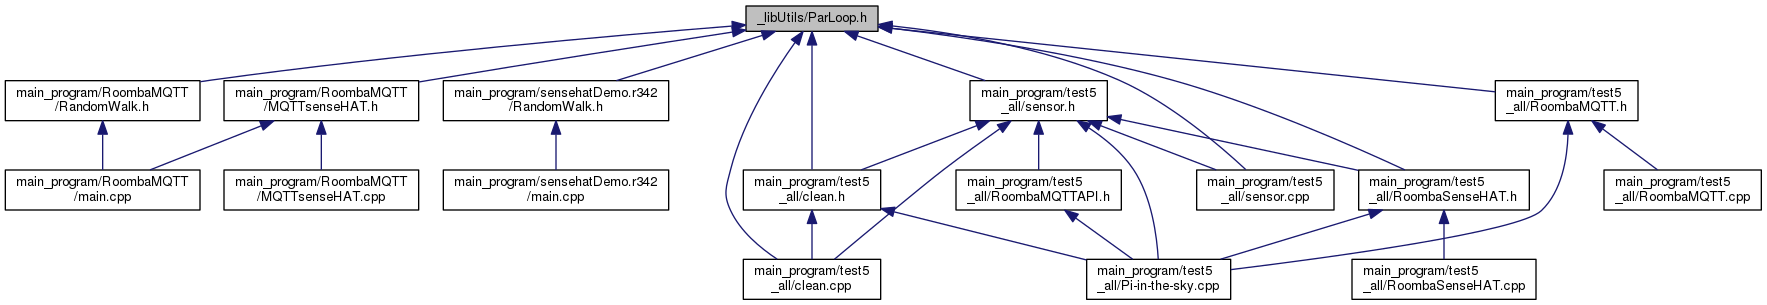 _libUtils/ParLoop.h
main_program/RoombaMQTT
/RandomWalk.h
main_program/RoombaMQTT
/MQTTsenseHAT.h
main_program/sensehatDemo.r342
/RandomWalk.h
main_program/test5
_all/sensor.h
main_program/test5
_all/RoombaMQTT.h
main_program/RoombaMQTT
/main.cpp
main_program/RoombaMQTT
/MQTTsenseHAT.cpp
main_program/sensehatDemo.r342
/main.cpp
main_program/test5
_all/clean.h
main_program/test5
_all/RoombaMQTTAPI.h
main_program/test5
_all/sensor.cpp
main_program/test5
_all/RoombaSenseHAT.h
main_program/test5
_all/RoombaMQTT.cpp
main_program/test5
_all/clean.cpp
main_program/test5
_all/Pi-in-the-sky.cpp
main_program/test5
_all/RoombaSenseHAT.cpp